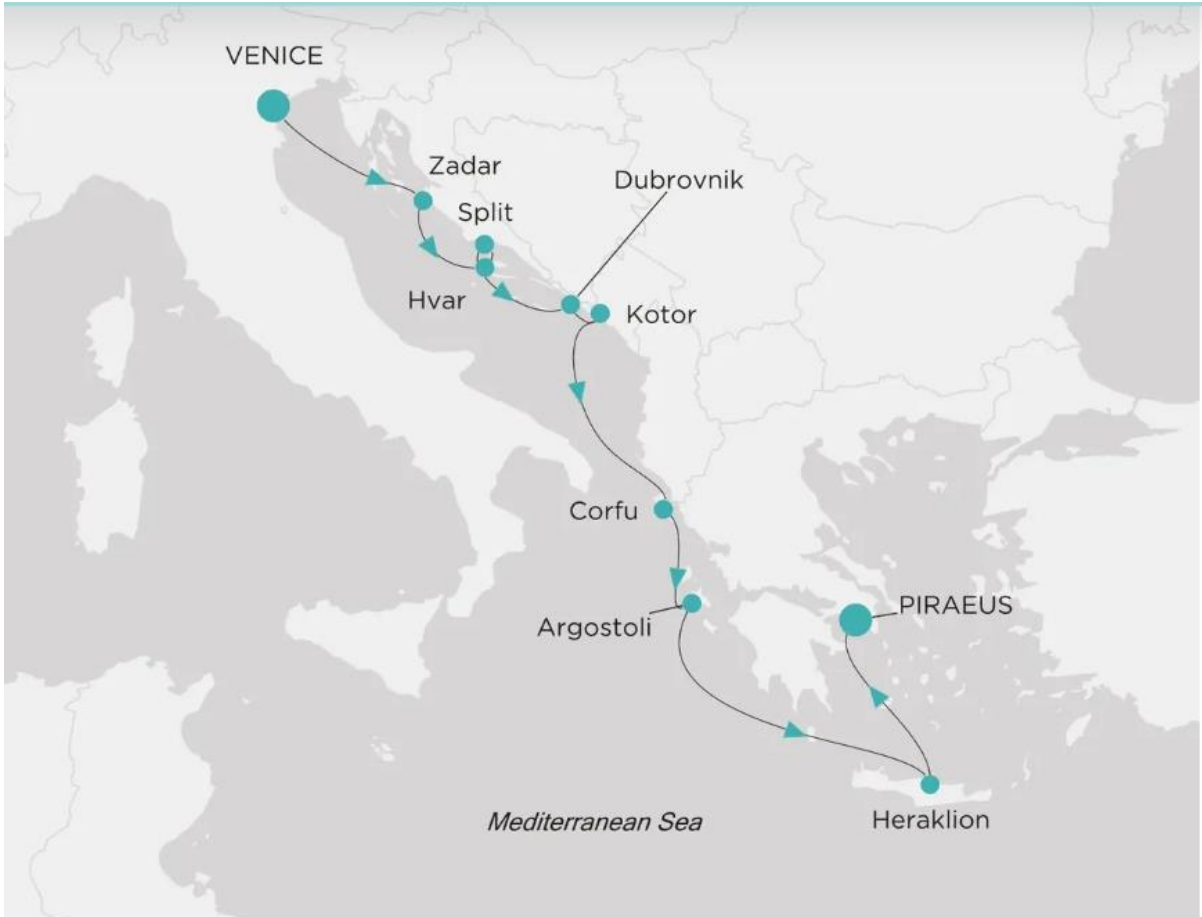 VENICE
Zadar
Dubrovnik
Split
Hvar
Kotor
Corfu
Argostoli
PIRAEUS
Mediterranean Sea
Heraklion